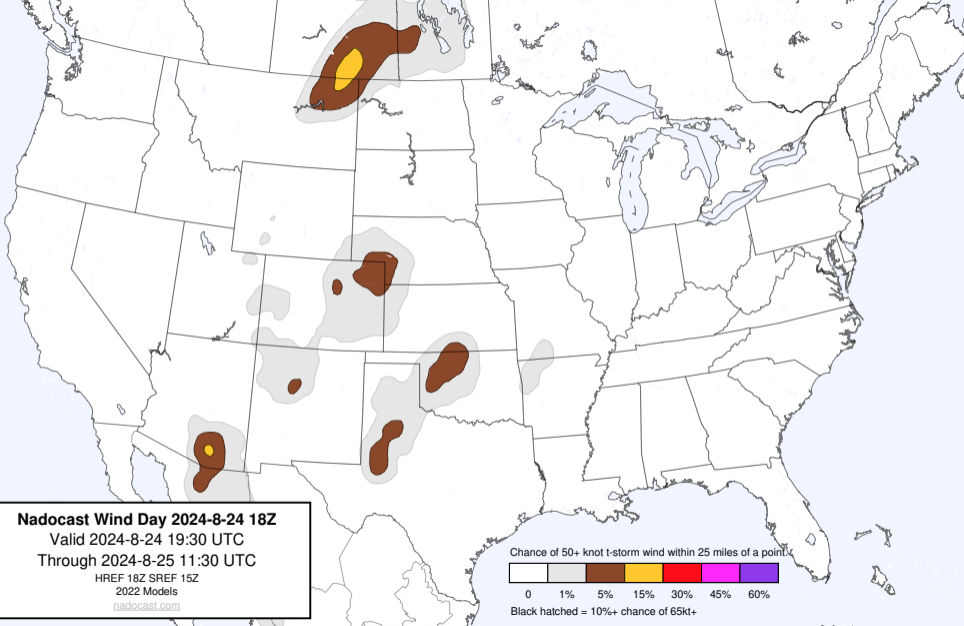 Nadocast Wind Day 2024-8-24 18Z
Valid 2024-8-24 19:30 UTC
Through 2024-8-25 11:30 UTC
HREF 18Z SREF 15Z
2022 Models
nadocast.com
Chance of 50+ knot t-storm wind within 25 miles of a point.
0 1% 5% 15% 30% 45% 60%
Black hatched = 10%+ chance of 65kt+